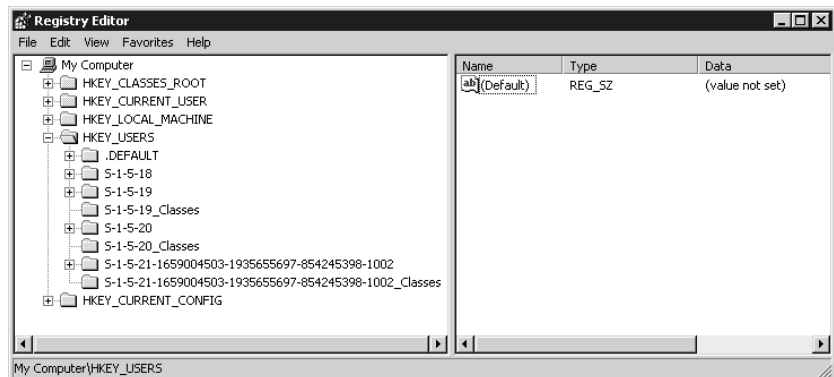 Registry Editor
File Edit View Favorites Help
My Computer
HKEY_CLASSES_ROOT
HKEY_CURRENT_USER
HKEY_LOCAL_MACHINE
HKEY_USERS
.DEFAULT
S-1-5-18
S-1-5-19
S-1-5-19_Classes
S-1-5-20
S-1-5-20_Classes
S-1-5-21-1659004503-1935655697-854245398-1002
S-1-5-21-1659004503-1935655697-854245398-1002_Classes
HKEY_CURRENT_CONFIG
Name Type Data
ab (Default) REG_SZ (value not set)
My Computer\HKEY_USERS